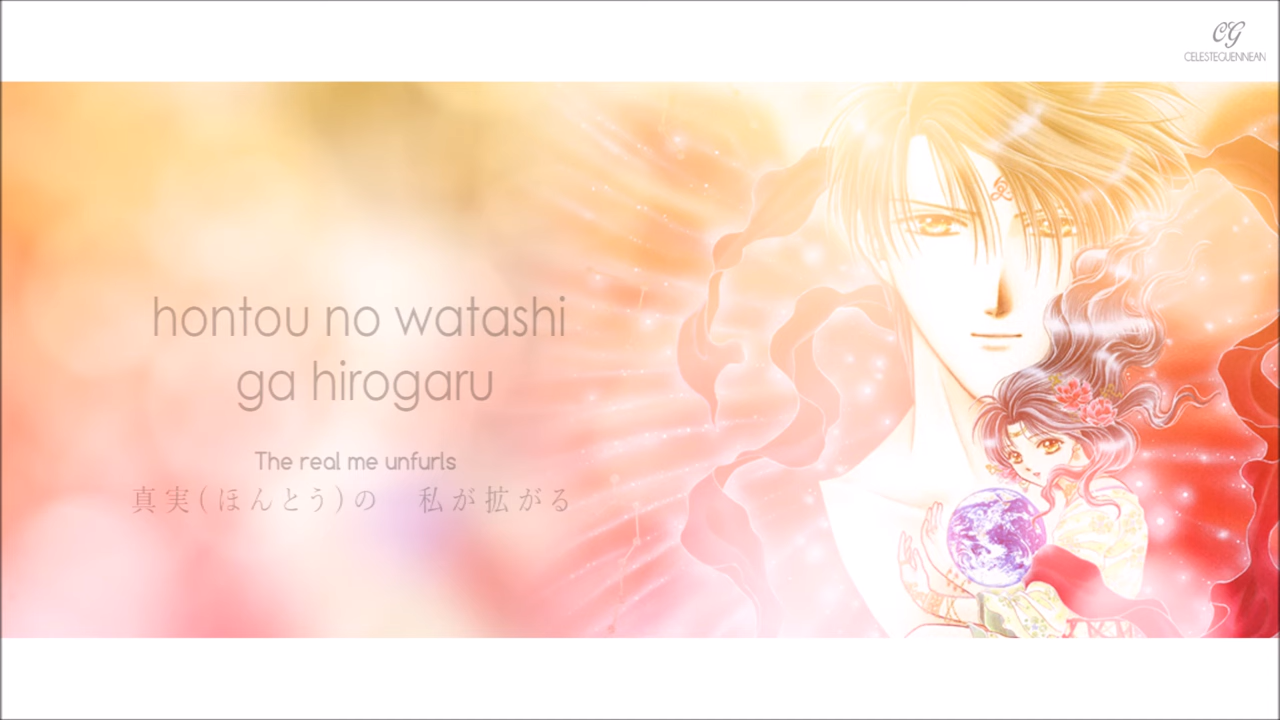 CG
CELESTEGUENNEAN
hontou no watashi
ga hirogaru
The real me unfurls
真実(ほんとう)の　私が拡がる